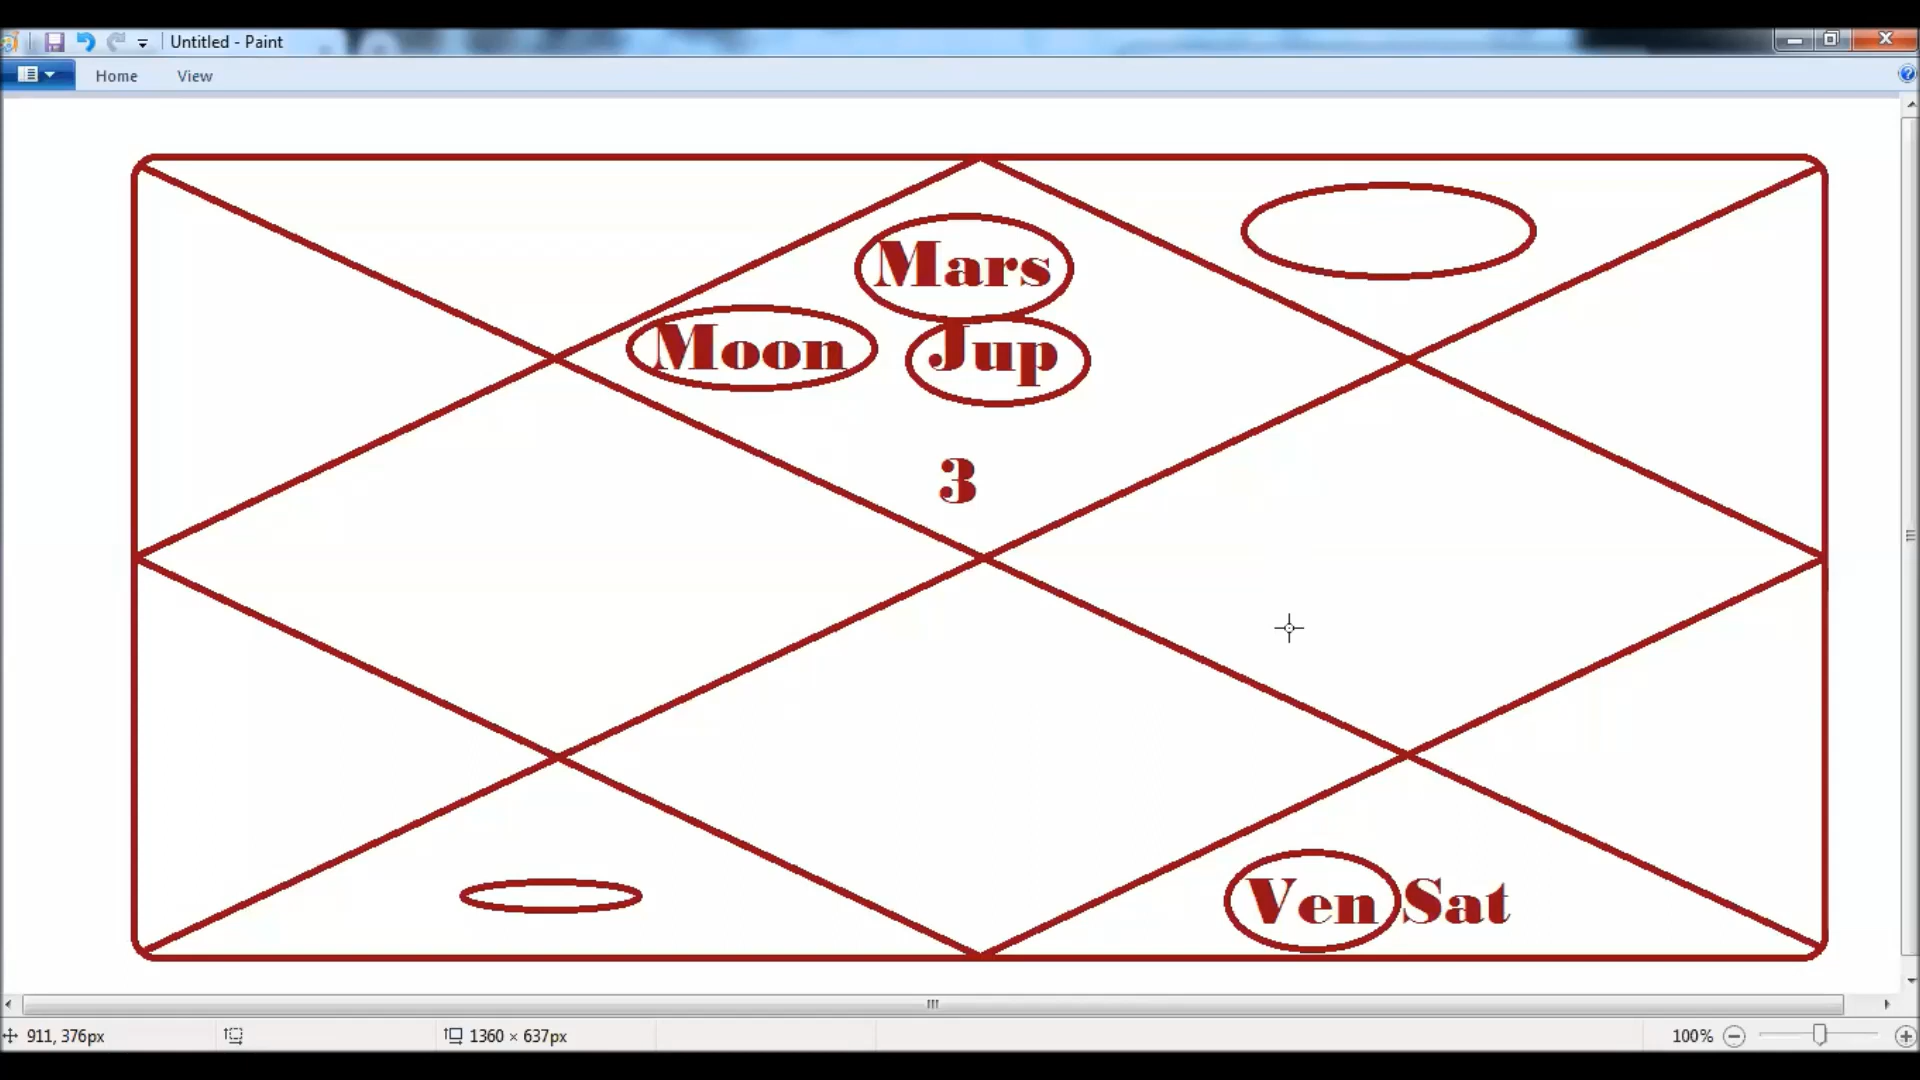 Untitled - Paint
Home View
Mars
Moon Jup
3
Ven Sat
911, 376px
1360 × 637px
100%